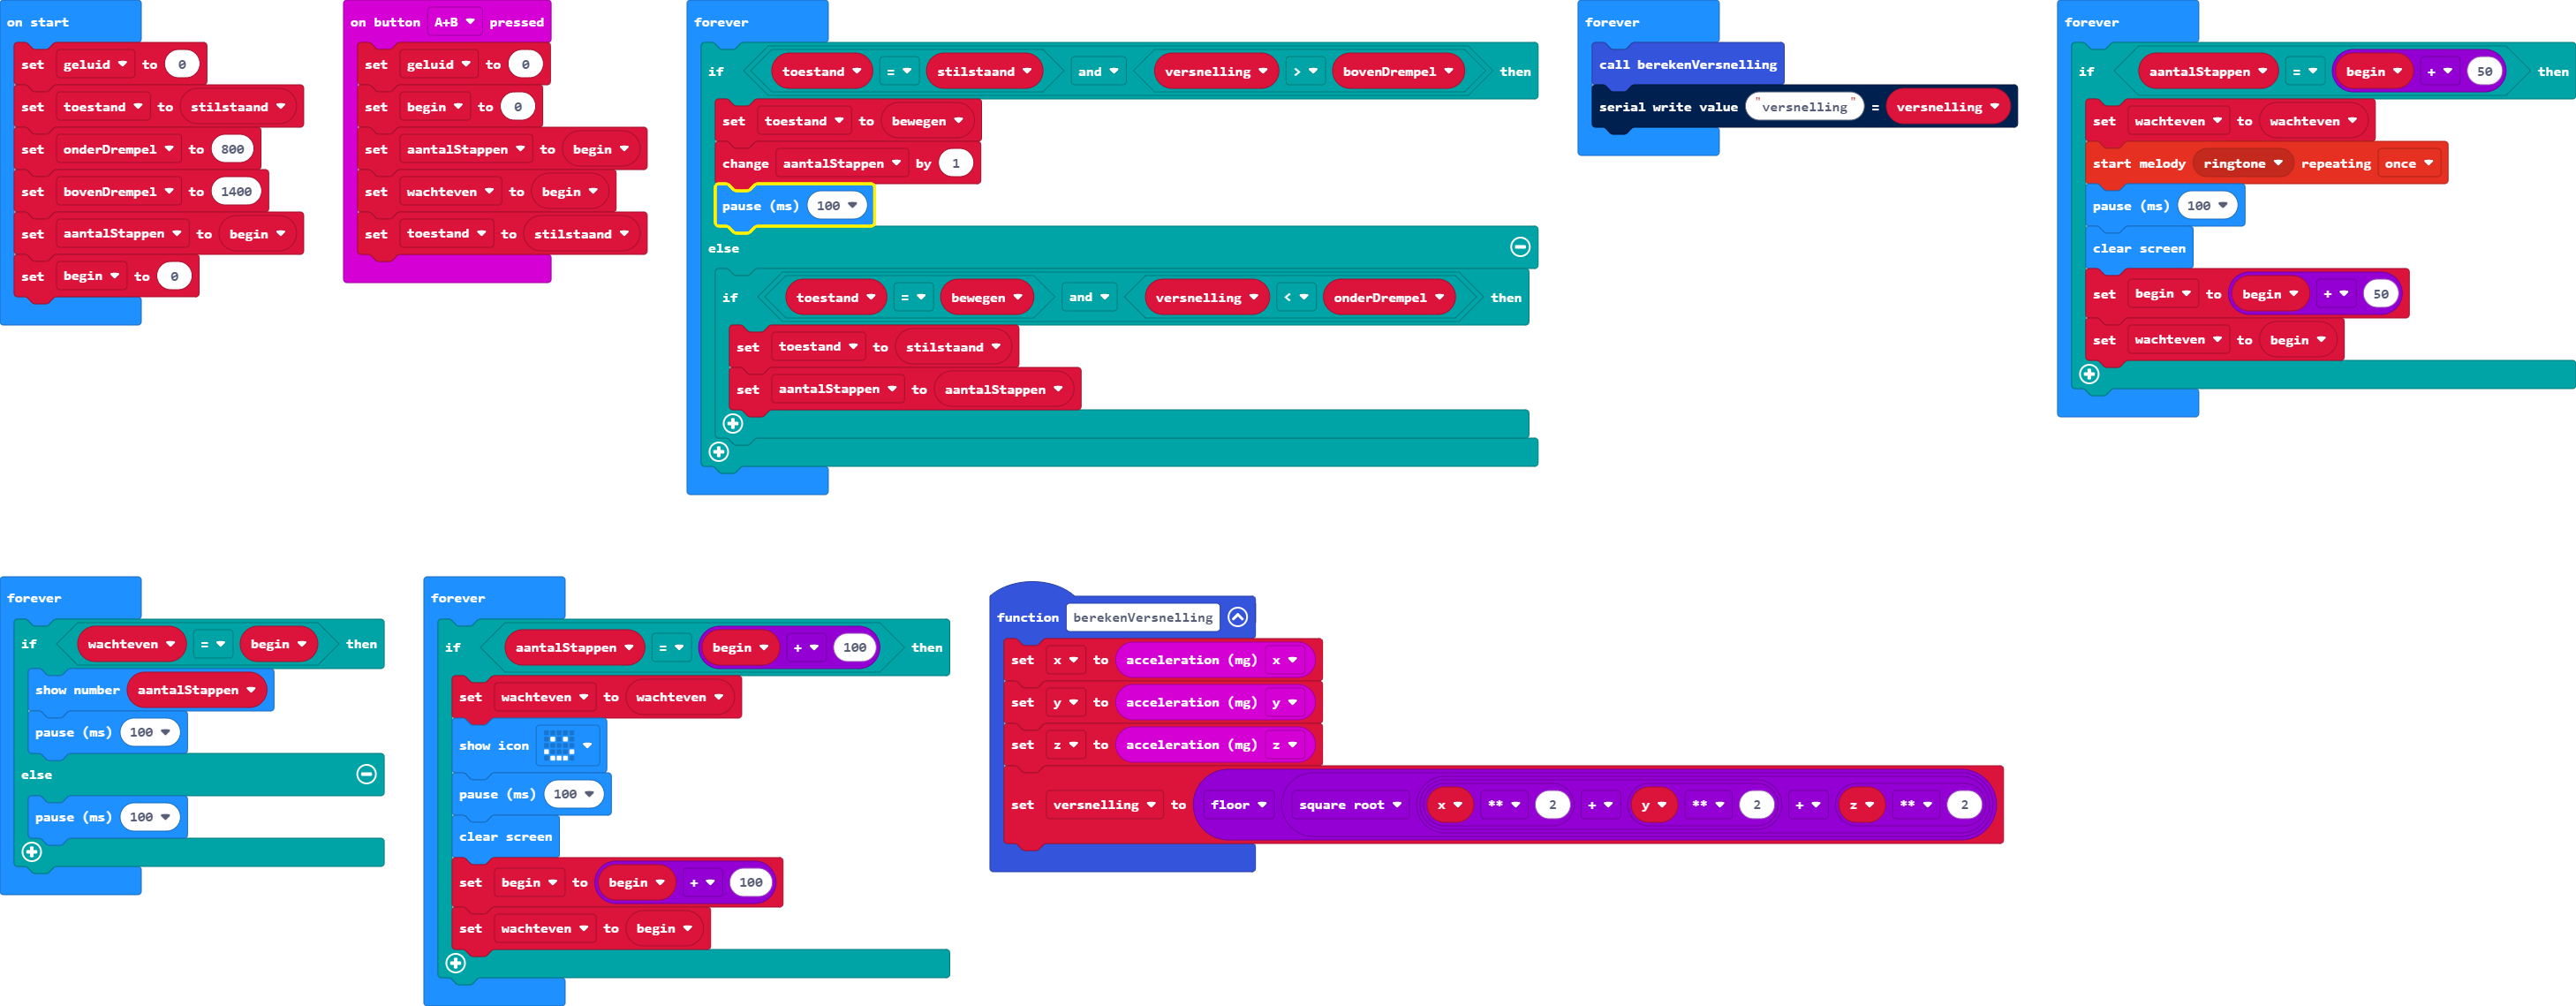 on start
set geluid to 0
set toestand to stilstaand
set onderDrempel to 800
set bovenDrempel to 1400
set aantalStappen to begin
set begin to 0
on button A+B pressed
set geluid to 0
set begin to 0
set aantalStappen to begin
set wachteven to begin
set toestand to stilstaand
forever
if toestand = stilstaand and versnelling > bovenDrempel then
set toestand to bewegen
change aantalStappen by 1
pause (ms) 100
else
if toestand = bewegen and versnelling < onderDrempel then
set toestand to stilstaand
set aantalStappen to aantalStappen
forever
call berekenVersnelling
serial write value "versnelling" = versnelling
forever
if aantalStappen = begin + 50 then
set wachteven to wachteven
start melody ringtone repeating once
pause (ms) 100
clear screen
set begin to begin + 50
set wachteven to begin
forever
if wachteven = begin then
show number aantalStappen
pause (ms) 100
else
pause (ms) 100
forever
if aantalStappen = begin + 100 then
set wachteven to wachteven
show icon
pause (ms) 100
clear screen
set begin to begin + 100
set wachteven to begin
function berekenVersnelling
set x to acceleration (mg) x
set y to acceleration (mg) y
set z to acceleration (mg) z
set versnelling to floor square root x ** 2 + y ** 2 + z ** 2